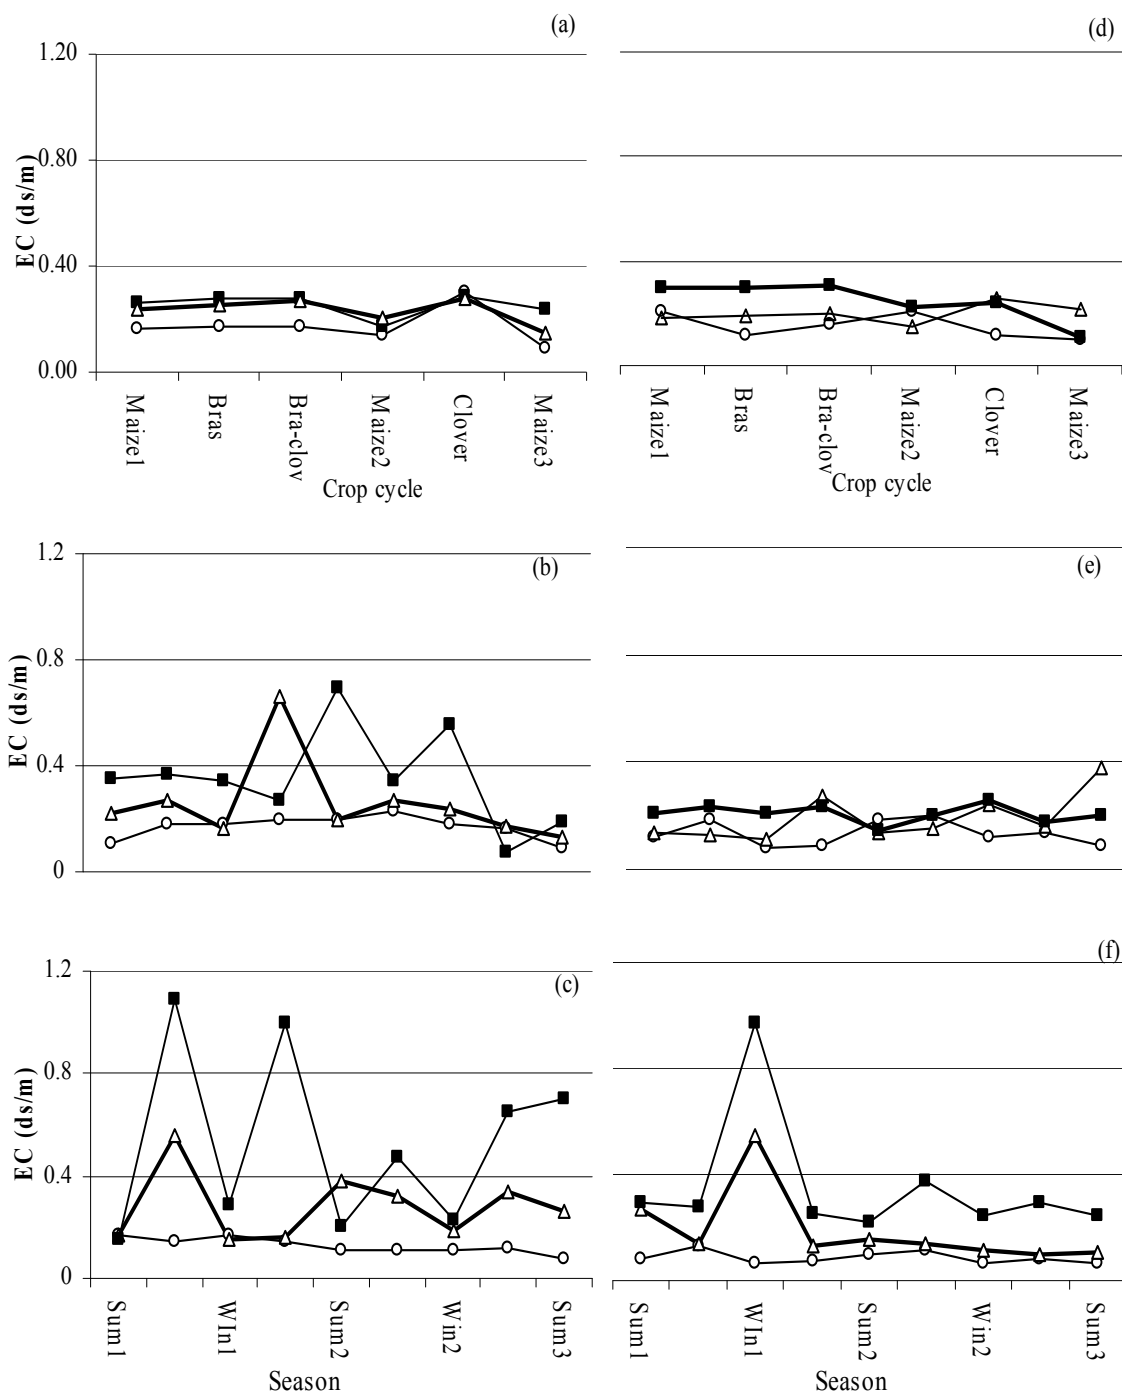 (a)
1.20
0.80
0.40
0.00
EC (ds/m)
Maize1
Bras
Bra-clov
Maize2
Clover
Maize3
Crop cycle
(d)
Maize1
Bras
Bra-clov
Maize2
Clover
Maize3
Crop cycle
(b)
1.2
0.8
0.4
0
EC (ds/m)
(e)
(c)
1.2
0.8
0.4
0
EC (ds/m)
Sum1
WIn1
Sum2
Win2
Sum3
Season
(f)
Sum1
WIn1
Sum2
Win2
Sum3
Season